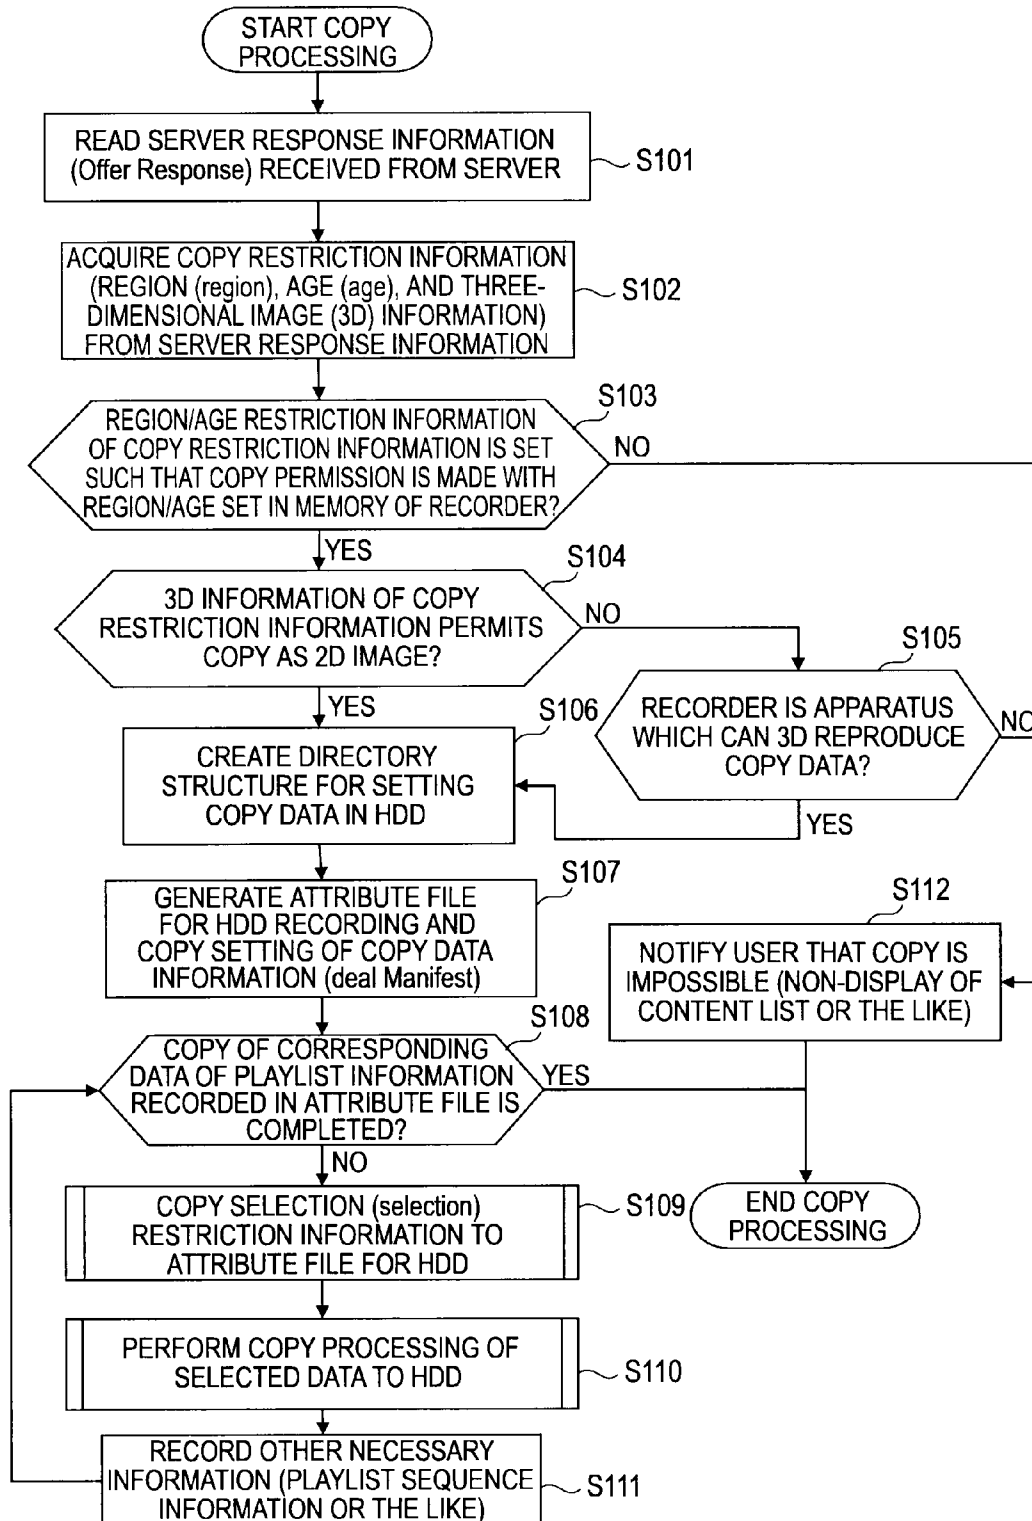 START COPY
PROCESSING
READ SERVER RESPONSE INFORMATION
(Offer Response) RECEIVED FROM SERVER
S101
ACQUIRE COPY RESTRICTION INFORMATION
(REGION (region), AGE (age), AND THREE-
DIMENSIONAL IMAGE (3D) INFORMATION)
FROM SERVER RESPONSE INFORMATION
S102
REGION/AGE RESTRICTION INFORMATION
OF COPY RESTRICTION INFORMATION IS SET
SUCH THAT COPY PERMISSION IS MADE WITH
REGION/AGE SET IN MEMORY OF RECORDER?
S103
NO
YES
3D INFORMATION OF COPY
RESTRICTION INFORMATION PERMITS
COPY AS 2D IMAGE?
S104
NO
YES
RECORDER IS APPARATUS
WHICH CAN 3D REPRODUCE
COPY DATA?
S105
NO
YES
CREATE DIRECTORY
STRUCTURE FOR SETTING
COPY DATA IN HDD
S106
GENERATE ATTRIBUTE FILE
FOR HDD RECORDING AND
COPY SETTING OF COPY DATA
INFORMATION (deal Manifest)
S107
NOTIFY USER THAT COPY IS
IMPOSSIBLE (NON-DISPLAY OF
CONTENT LIST OR THE LIKE)
S112
COPY OF CORRESPONDING
DATA OF PLAYLIST INFORMATION
RECORDED IN ATTRIBUTE FILE IS
COMPLETED?
S108
YES
NO
COPY SELECTION (selection)
RESTRICTION INFORMATION TO
ATTRIBUTE FILE FOR HDD
S109
END COPY
PROCESSING
PERFORM COPY PROCESSING OF
SELECTED DATA TO HDD
S110
RECORD OTHER NECESSARY
INFORMATION (PLAYLIST SEQUENCE
INFORMATION OR THE LIKE)
S111